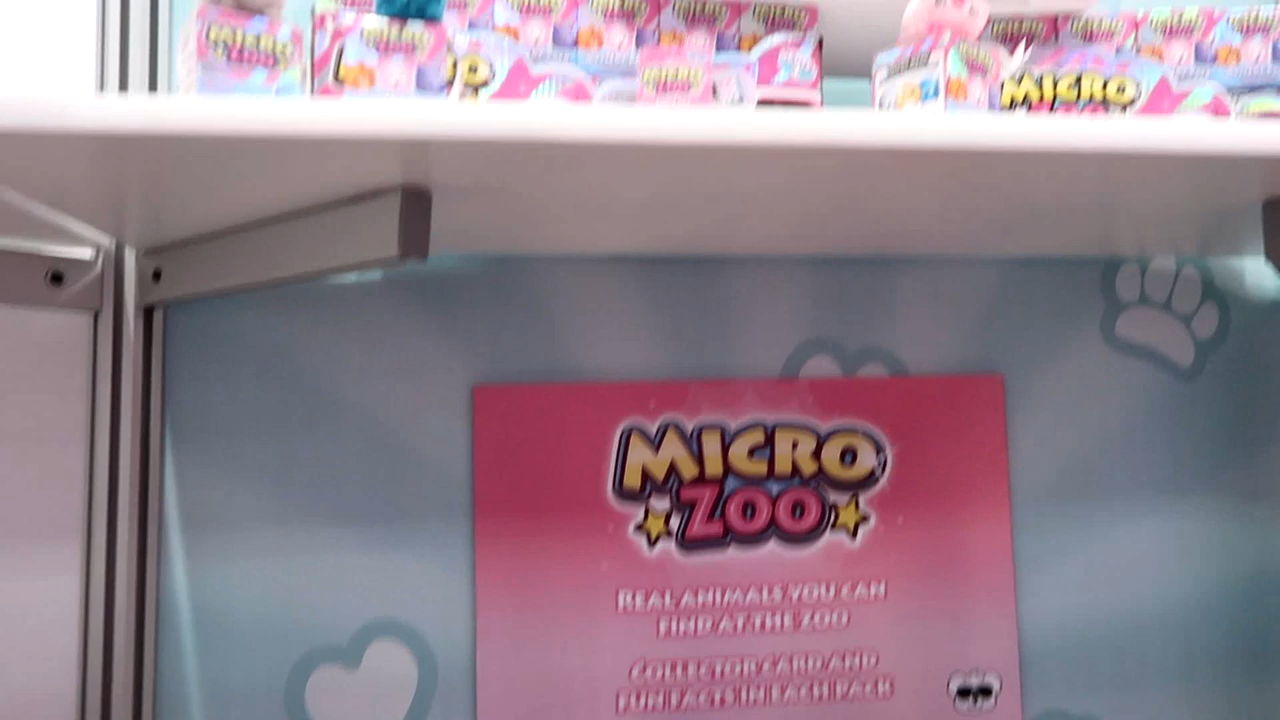 MICRO
MICRO
ZOO
REAL ANIMALS YOU CAN
FIND AT THE ZOO
COLLECTOR CARD AND
FUN FACTS IN EACH PACK